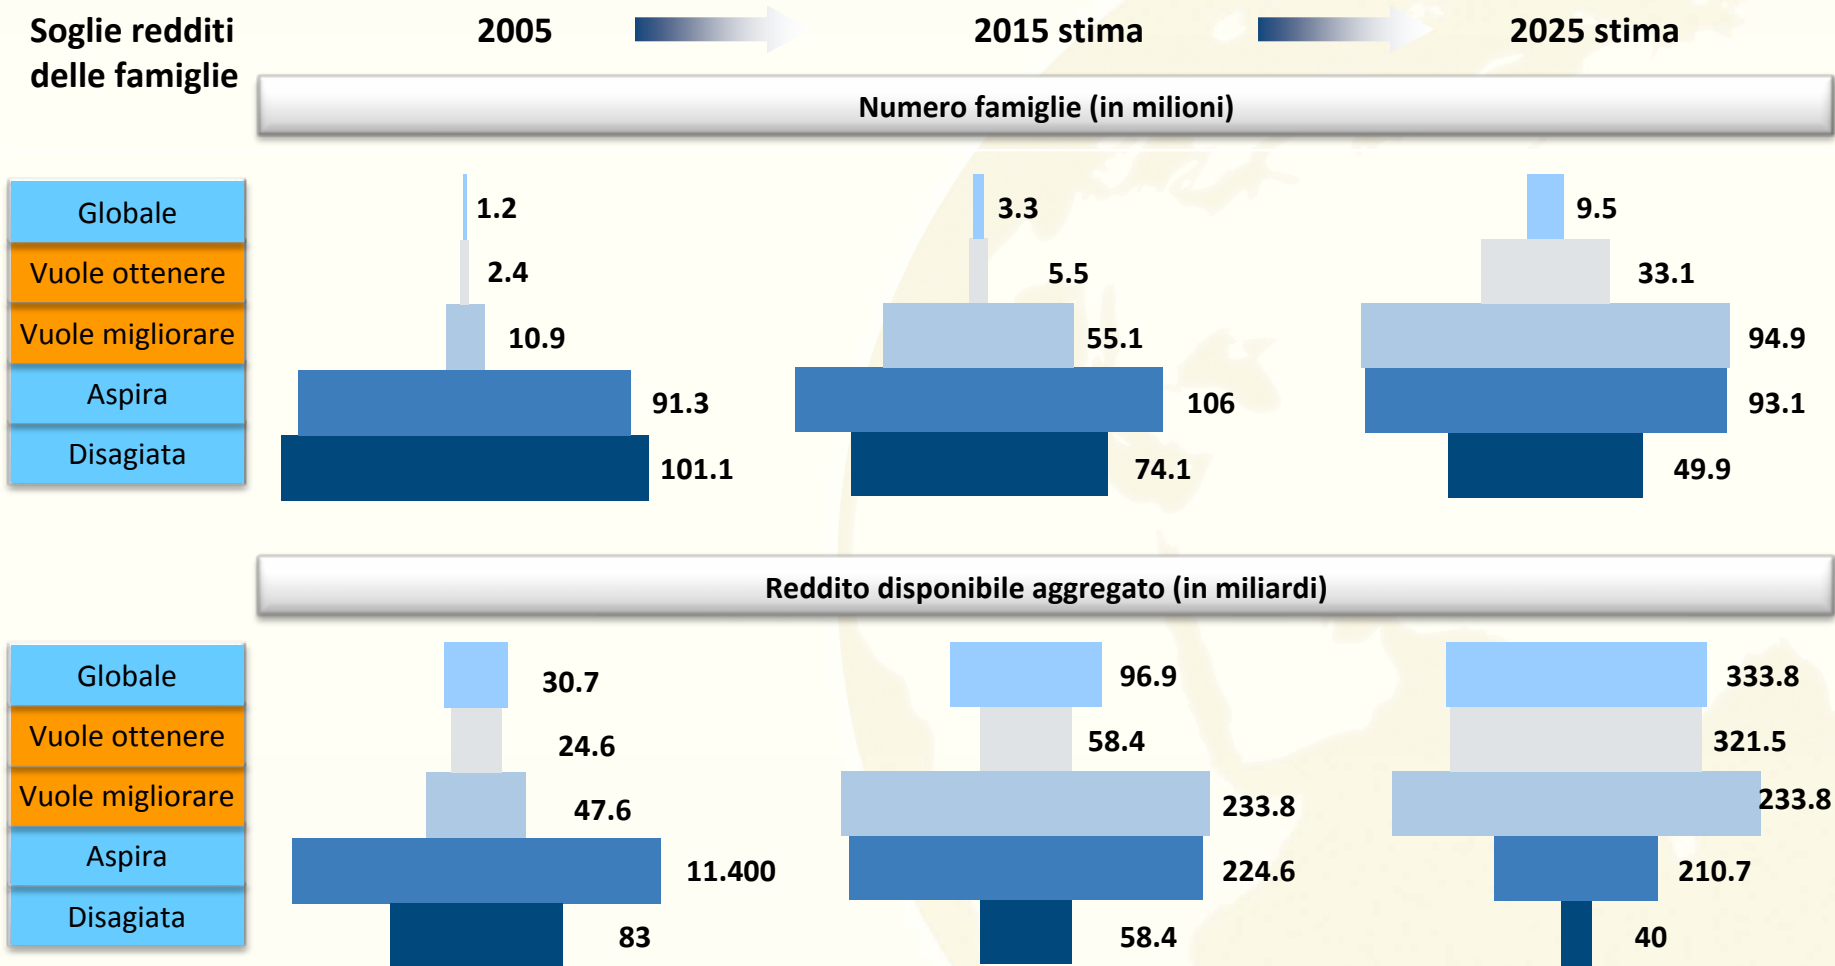 Soglie redditi
delle famiglie
2005
2015 stima
2025 stima
Numero famiglie (in milioni)
Globale
1.2
3.3
9.5
Vuole ottenere
2.4
5.5
33.1
Vuole migliorare
10.9
55.1
94.9
Aspira
91.3
106
93.1
Disagiata
101.1
74.1
49.9
Reddito disponibile aggregato (in miliardi)
Globale
30.7
96.9
333.8
Vuole ottenere
24.6
58.4
321.5
Vuole migliorare
47.6
233.8
233.8
Aspira
11.400
224.6
210.7
Disagiata
83
58.4
40